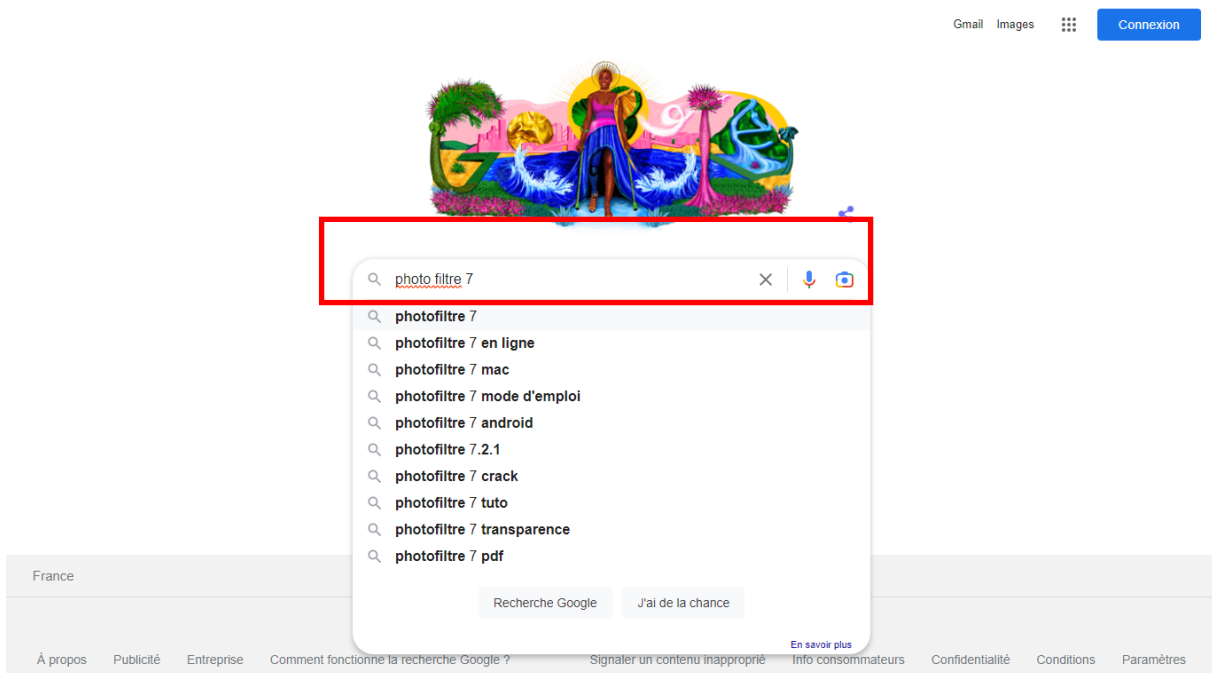 Gmail Images Connexion
photo filtre 7
photofiltre 7
photofiltre 7 en ligne
photofiltre 7 mac
photofiltre 7 mode d'emploi
photofiltre 7 android
photofiltre 7.2.1
photofiltre 7 crack
photofiltre 7 tuto
photofiltre 7 transparence
photofiltre 7 pdf
France
Recherche Google J'ai de la chance
En savoir plus
À propos Publicité Entreprise Comment fonctionne la recherche Google ? Signaler un contenu inapproprié Info consommateurs Confidentialité Conditions Paramètres